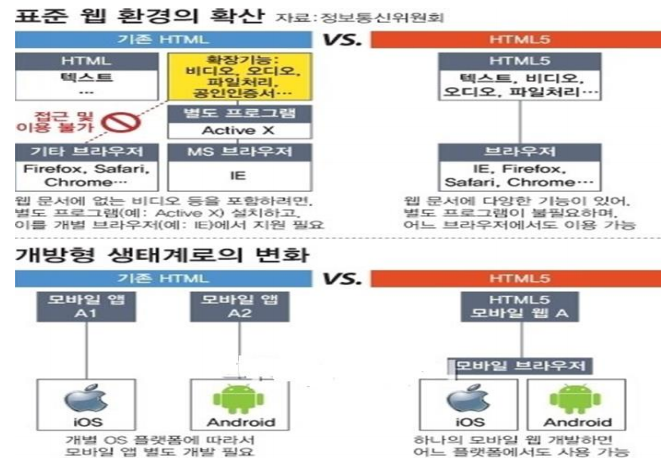 표준 웹 환경의 확산 자료:정보통신위원회
기존 HTML VS. HTML5
HTML
텍스트
...
확장기능:
비디오, 오디오,
파일처리,
공인인증서...
HTML5
텍스트, 비디오,
오디오, 파일처리...
접근 및
이용 불가
별도 프로그램
Active X
기타 브라우저
Firefox, Safari,
Chrome...
MS 브라우저
IE
브라우저
IE, Firefox,
Safari, Chrome...
웹 문서에 없는 비디오 등을 포함하려면,
별도 프로그램(예: Active X) 설치하고,
이를 개별 브라우저(예: IE)에서 지원 필요
웹 문서에 다양한 기능이 있어,
별도 프로그램이 불필요하며,
어느 브라우저에서도 이용 가능
개방형 생태계로의 변화
기존 HTML VS. HTML5
모바일 앱
A1
모바일 앱
A2
HTML5
모바일 웹 A
모바일 브라우저
iOS
Android
iOS
Android
개별 OS 플랫폼에 따라서
모바일 앱 별도 개발 필요
하나의 모바일 웹 개발하면
어느 플랫폼에서도 사용 가능